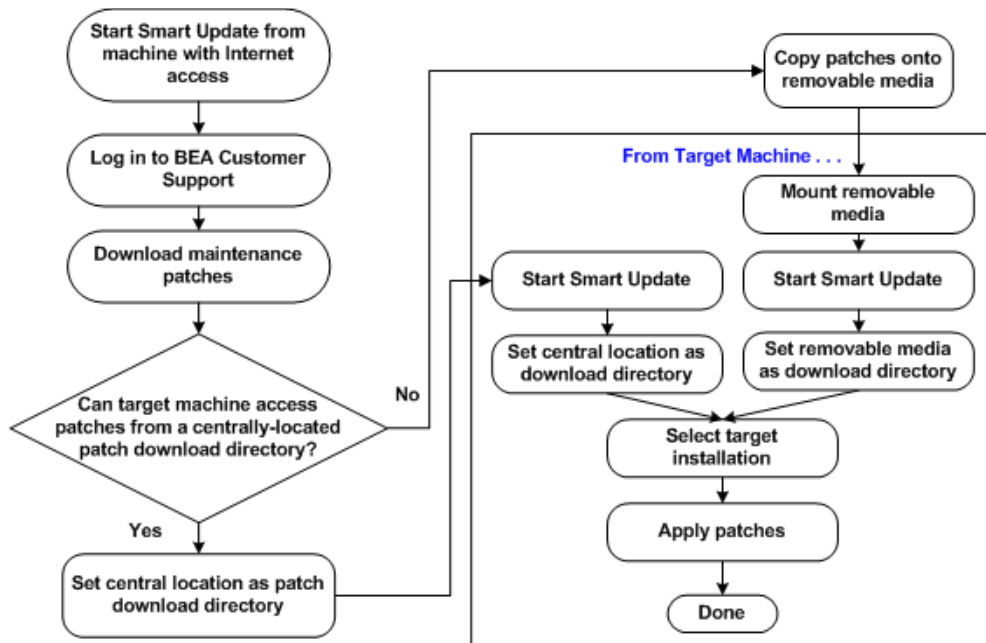 Start Smart Update from
machine with Internet
access
Log in to BEA Customer
Support
Download maintenance
patches
Can target machine access
patches from a centrally-located
patch download directory?
No
Yes
Set central location as patch
download directory
Copy patches onto
removable media
From Target Machine . . .
Mount removable
media
Start Smart Update
Set central location as
download directory
Start Smart Update
Set removable media
as download directory
Select target
installation
Apply patches
Done